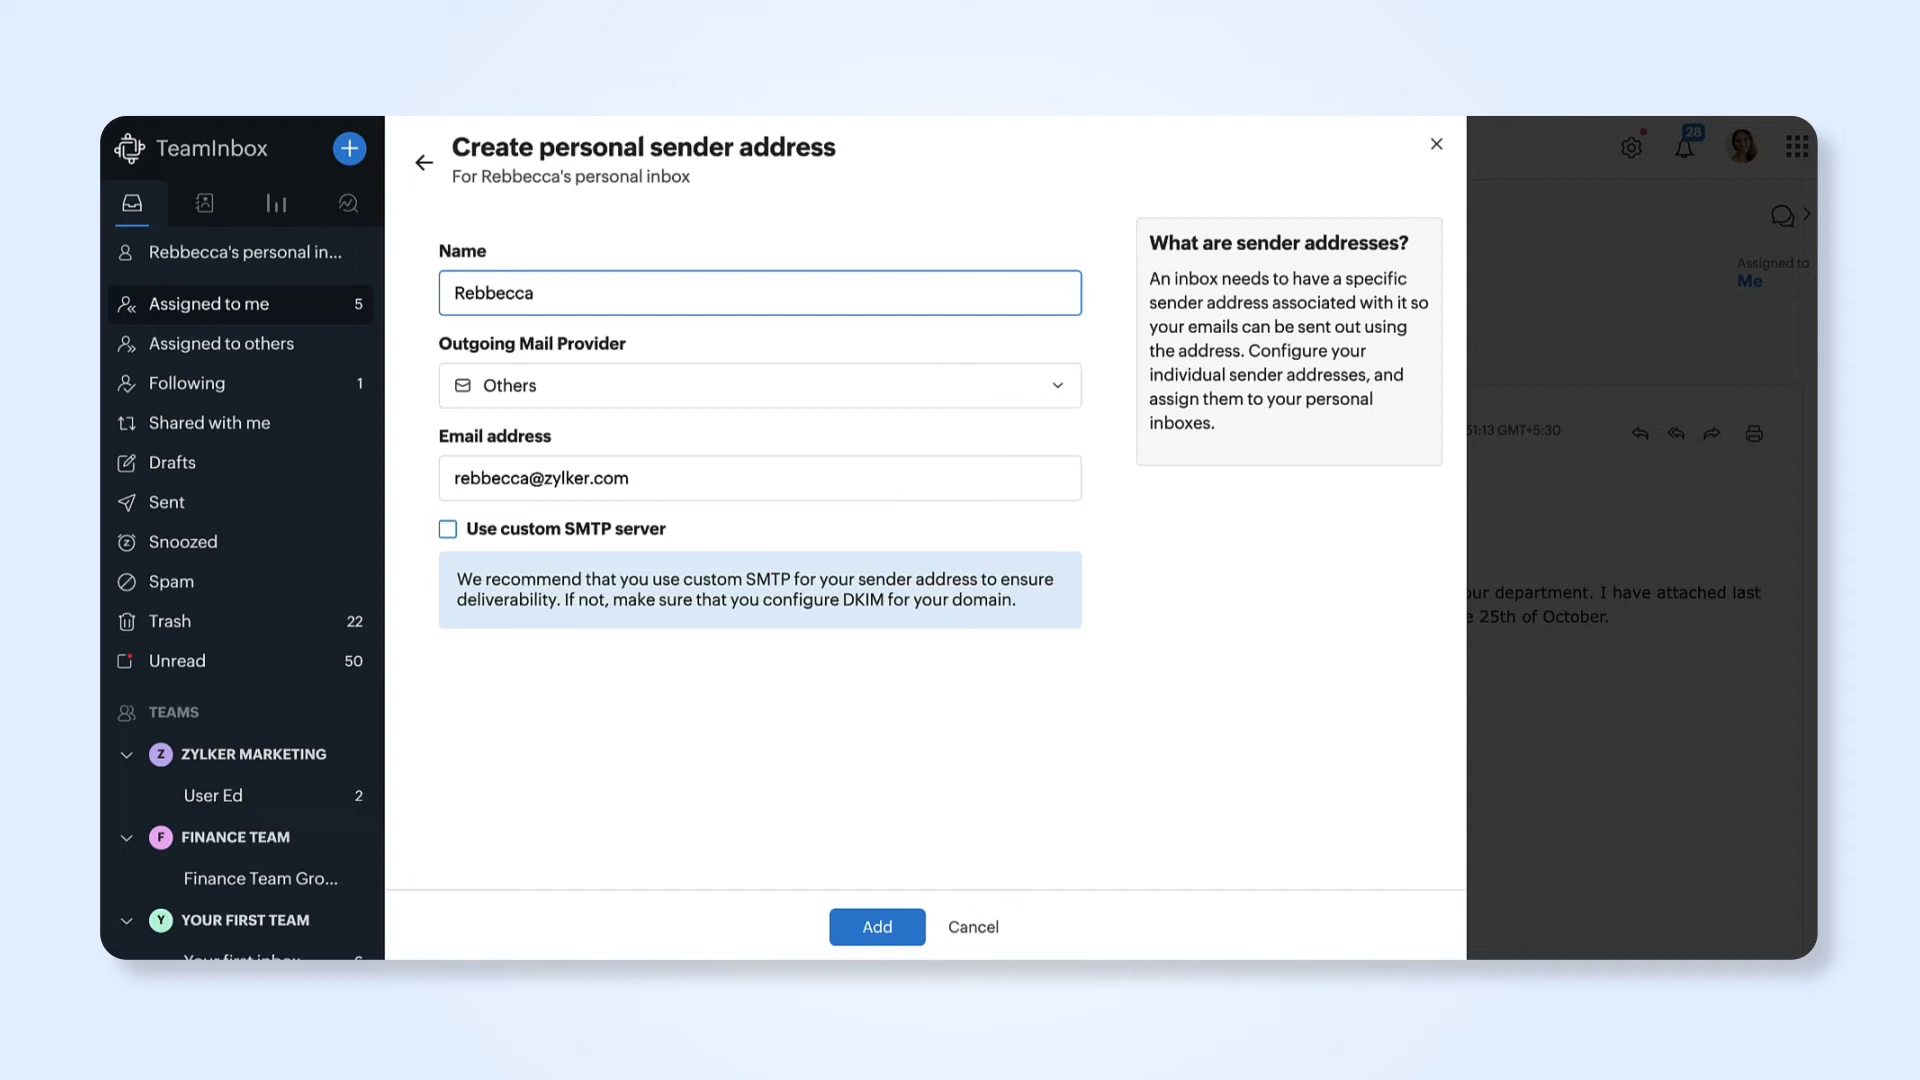 TeamInbox
Rebbecca's personal in...
Assigned to me 5
Assigned to others
Following 1
Shared with me
Drafts
Sent
Snoozed
Spam
Trash 22
Unread 50
TEAMS
Z ZYLKER MARKETING
User Ed 2
F FINANCE TEAM
Finance Team Gro...
Y YOUR FIRST TEAM
Your first inbox 6
Create personal sender address
For Rebbecca's personal inbox
Name
Rebbecca
Outgoing Mail Provider
Others
Email address
rebbecca@zylker.com
Use custom SMTP server
We recommend that you use custom SMTP for your sender address to ensure
deliverability. If not, make sure that you configure DKIM for your domain.
What are sender addresses?
An inbox needs to have a specific
sender address associated with it so
your emails can be sent out using
the address. Configure your
individual sender addresses, and
assign them to your personal
inboxes.
Add Cancel
28
Assigned to
Me
51:13 GMT+5:30
our department. I have attached last
e 25th of October.